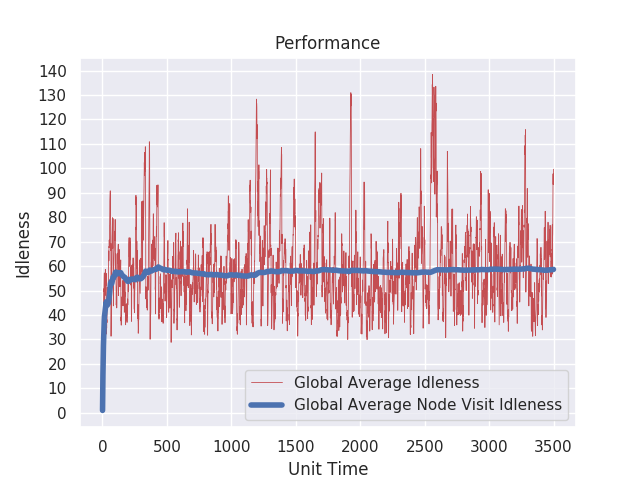 Performance
140
130
120
110
100
90
80
70
60
50
40
30
20
10
0
Idleness
Global Average Idleness
Global Average Node Visit Idleness
0 500 1000 1500 2000 2500 3000 3500
Unit Time